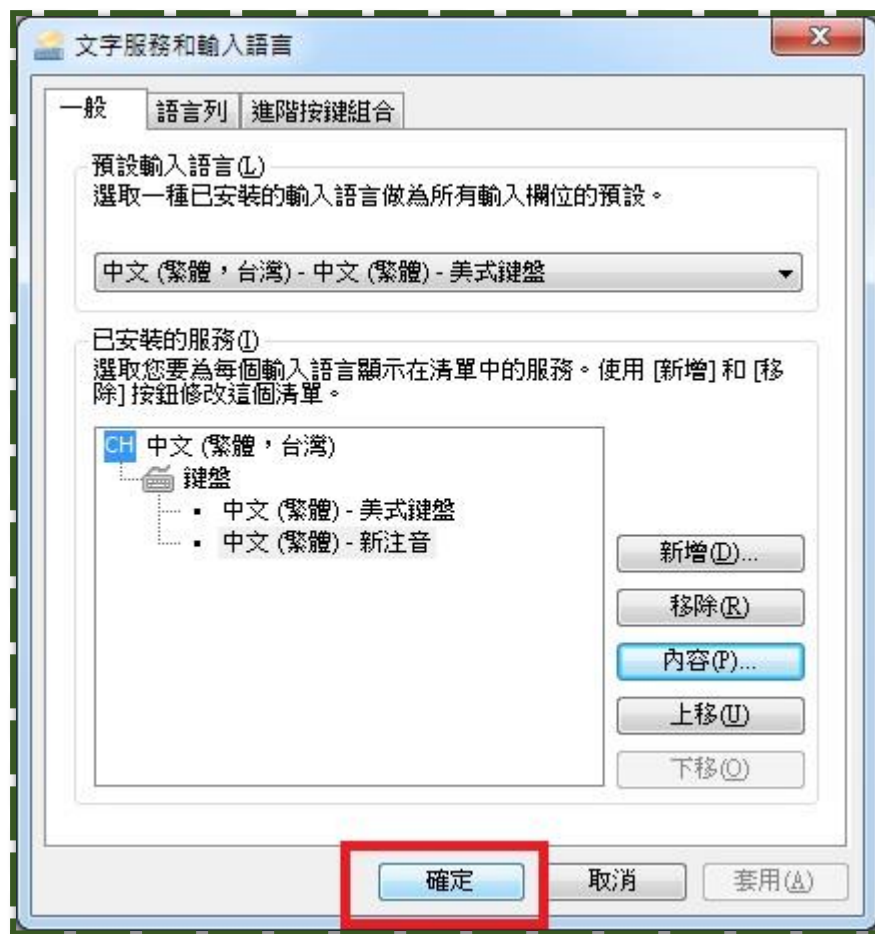 文字服務和輸入語言
一般
語言列
進階按鍵組合
預設輸入語言(L)
選取一種已安裝的輸入語言做為所有輸入欄位的預設。
中文 (繁體，台灣) - 中文 (繁體) - 美式鍵盤
已安裝的服務(I)
選取您要為每個輸入語言顯示在清單中的服務。使用 [新增] 和 [移
除] 按鈕修改這個清單。
CH 中文 (繁體，台灣)
鍵盤
中文 (繁體) - 美式鍵盤
中文 (繁體) - 新注音
新增(D)...
移除(R)
內容(P)...
上移(U)
下移(O)
確定
取消
套用(A)